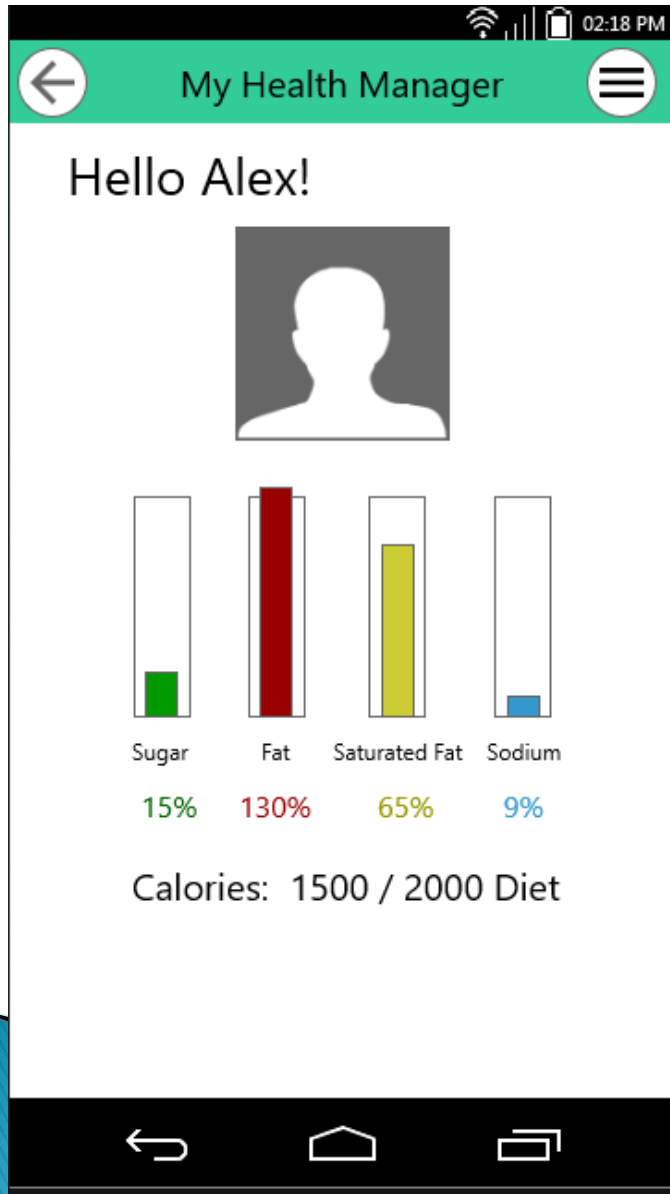 02:18 PM
My Health Manager
Hello Alex!
Sugar Fat Saturated Fat Sodium
15% 130% 65% 9%
Calories: 1500 / 2000 Diet